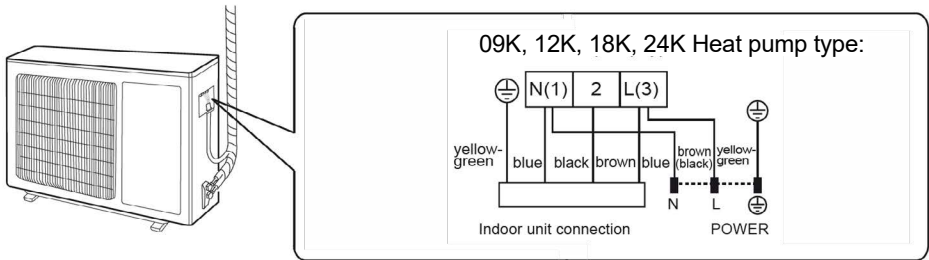 09K, 12K, 18K, 24K Heat pump type:
N(1) 2 L(3)
yellow-
green
blue
black
brown
blue
brown
(black)
yellow-
green
N L
Indoor unit connection
POWER